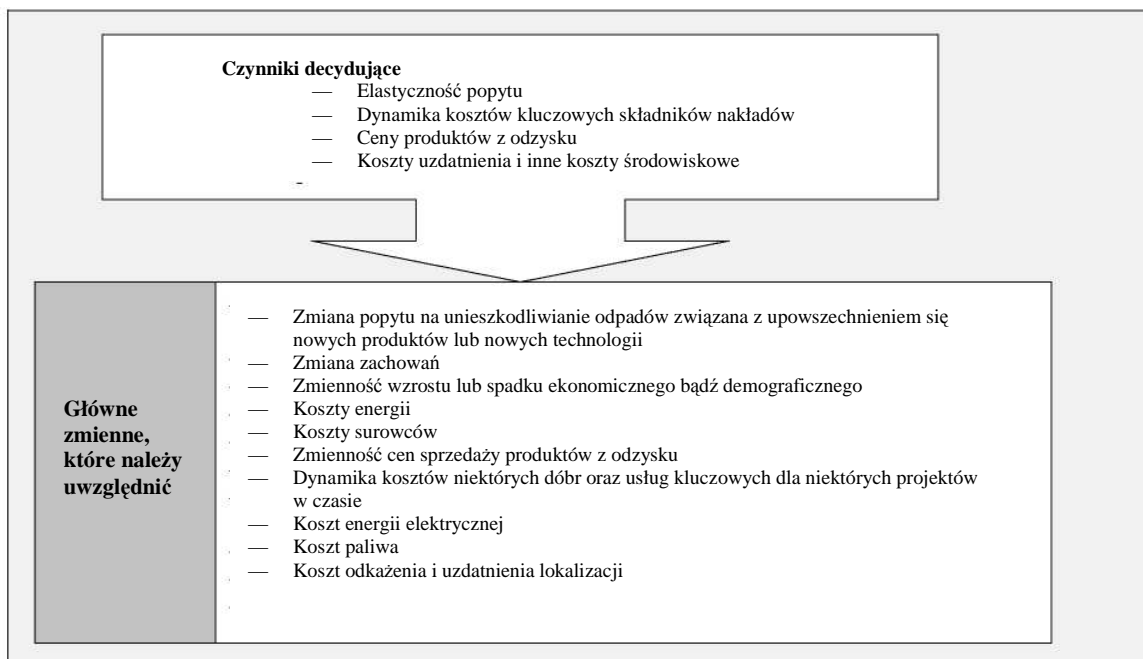 Czynniki decydujące
— Elastyczność popytu
— Dynamika kosztów kluczowych składników nakładów
— Ceny produktów z odzysku
— Koszty uzdatnienia i inne koszty środowiskowe
Główne
zmienne,
które należy
uwzględnić
— Zmiana popytu na unieszkodliwianie odpadów związana z upowszechnieniem się
nowych produktów lub nowych technologii
— Zmiana zachowań
— Zmienność wzrostu lub spadku ekonomicznego bądź demograficznego
— Koszty energii
— Koszty surowców
— Zmienność cen sprzedaży produktów z odzysku
— Dynamika kosztów niektórych dóbr oraz usług kluczowych dla niektórych projektów
w czasie
— Koszt energii elektrycznej
— Koszt paliwa
— Koszt odkażenia i uzdatnienia lokalizacji